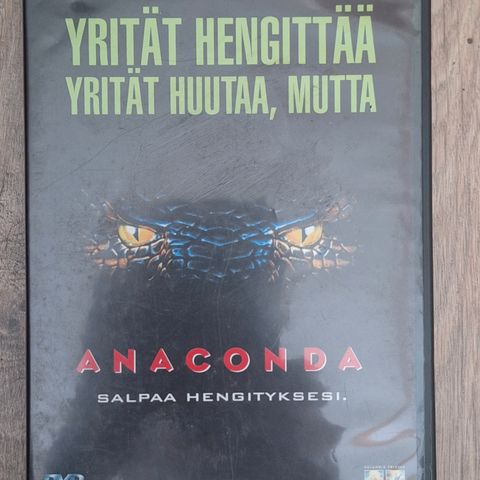 YRITÄT HENGITTÄÄ
YRITÄT HUUTAA, MUTTA
ANACONDA
SALPAA HENGITYKSESI.